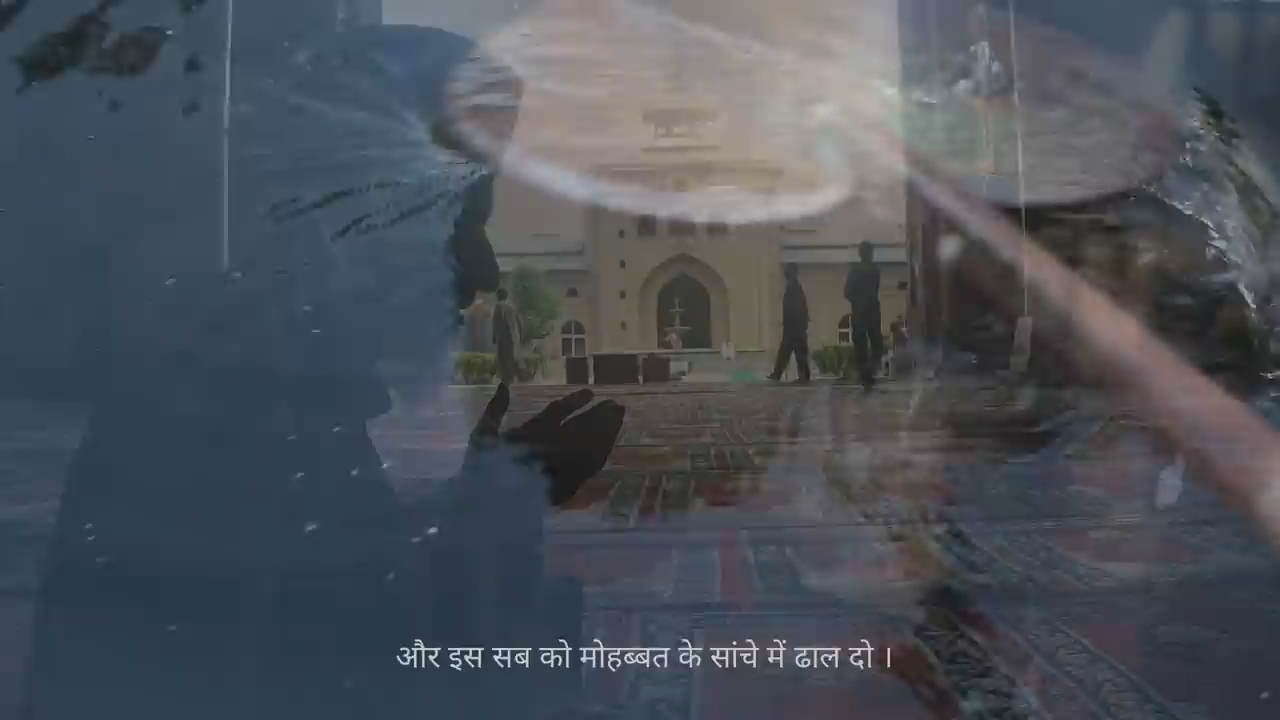 और इस सब को मोहब्बत के सांचे में ढाल दो ।